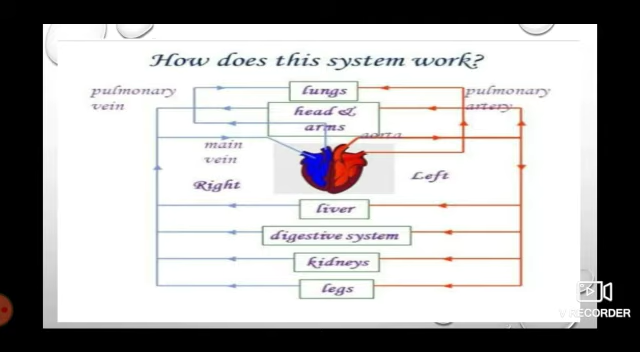 How does this system work?
pulmonary
vein
lungs
pulmonary
artery
head &
arms
aorta
main
vein
Right
Left
liver
digestive system
kidneys
legs
V RECORDER